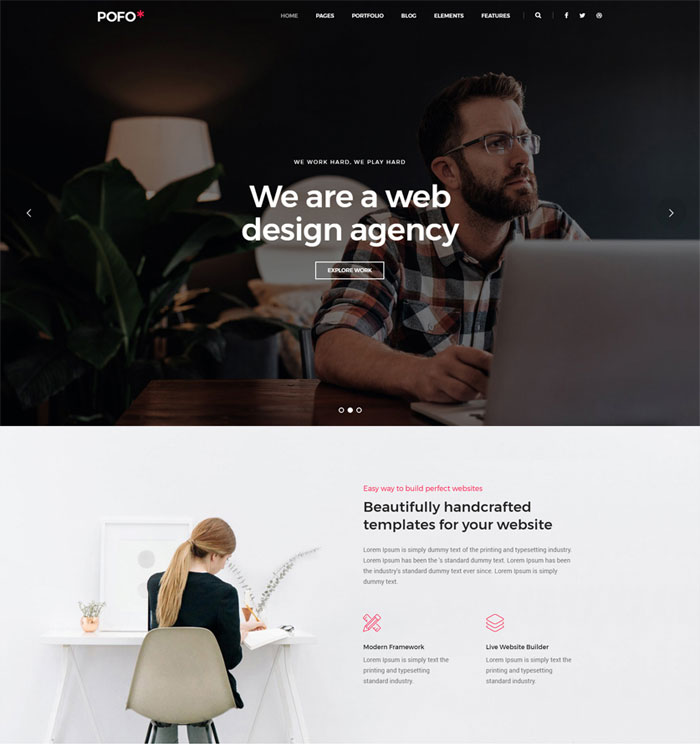 POFO*
HOME PAGES PORTFOLIO BLOG ELEMENTS FEATURES
WE WORK HARD, WE PLAY HARD
We are a web
design agency
EXPLORE WORK
Easy way to build perfect websites
Beautifully handcrafted
templates for your website
Lorem Ipsum is simply dummy text of the printing and typesetting industry.
Lorem Ipsum has been the 's standard dummy text. Lorem Ipsum has been
the industry's standard dummy text ever since. Lorem Ipsum is simply
dummy text.
Modern Framework
Lorem Ipsum is simply text the
printing and typesetting
standard industry.
Live Website Builder
Lorem Ipsum is simply text the
printing and typesetting
standard industry.